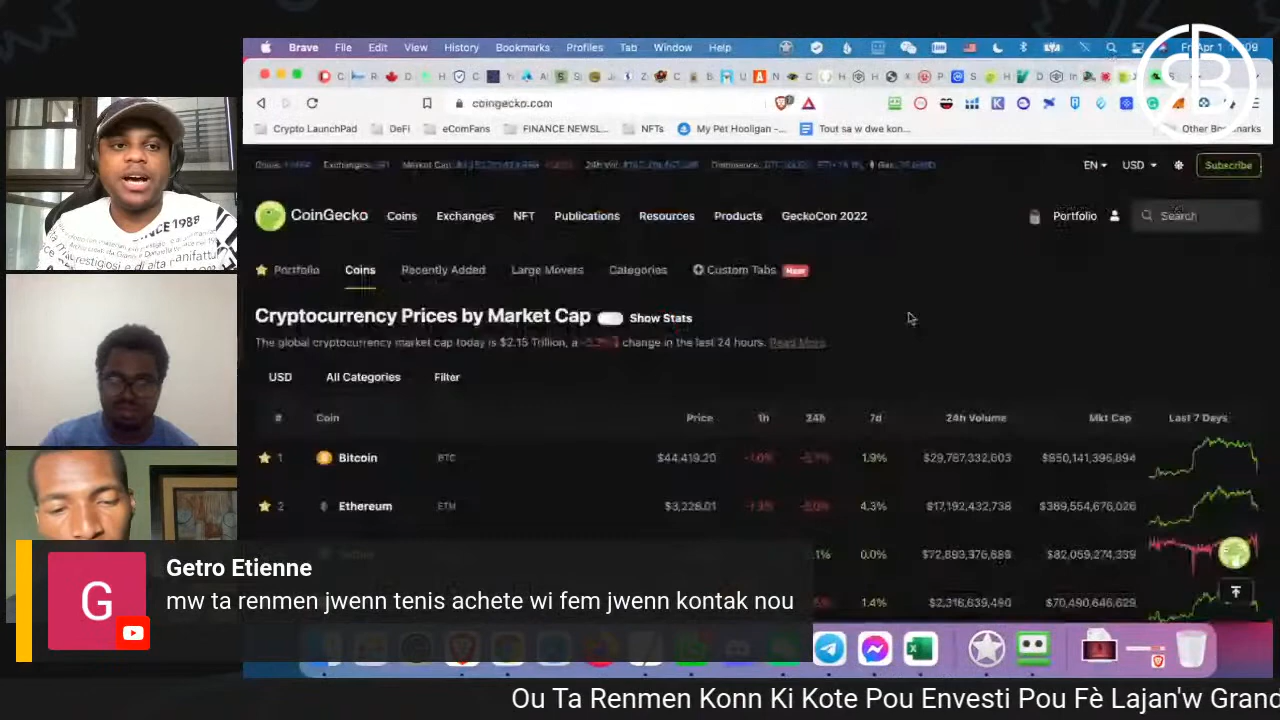 Brave File Edit View History Bookmarks Profiles Tab Window Help
coingecko.com
Crypto LaunchPad DeFi eComFans FINANCE NEWSL... NFTs My Pet Hooligan -... Tout sa w dwe kon...
EN USD Subscribe
CoinGecko Coins Exchanges NFT Publications Resources Products GeckoCon 2022 Portfolio Search
Portfolio Coins Recently Added Large Movers Categories Custom Tabs New
Cryptocurrency Prices by Market Cap Show Stats
The global cryptocurrency market cap today is $2.15 Trillion, a change in the last 24 hours. Read More
USD All Categories Filter
# Coin Price 1h 24h 7d 24h Volume Mkt Cap Last 7 Days
1 Bitcoin BTC $44,419.20 1.9% $29,787,332,603 $850,141,395,894
2 Ethereum ETH $3,228.01 4.3% $17,192,432,738 $389,554,676,026
0.0% $72,893,376,689 $82,059,274,339
1.4% $2,316,639,490 $70,490,646,629
SINCE 1988
G
Getro Etienne
mw ta renmen jwenn tenis achete wi fem jwenn kontak nou
Ou Ta Renmen Konn Ki Kote Pou Envesti Pou Fè Lajan'w Grand